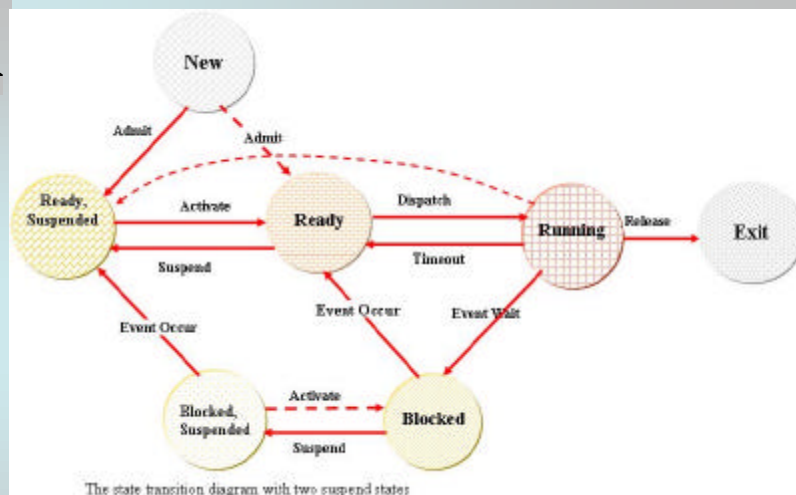 New
Admit
Admit
Ready,
Suspended
Activate
Ready
Dispatch
Running
Release
Exit
Suspend
Timeout
Event Occur
Event Occur
Event Wait
Blocked,
Suspended
Activate
Blocked
Suspend
The state transition diagram with two suspend states